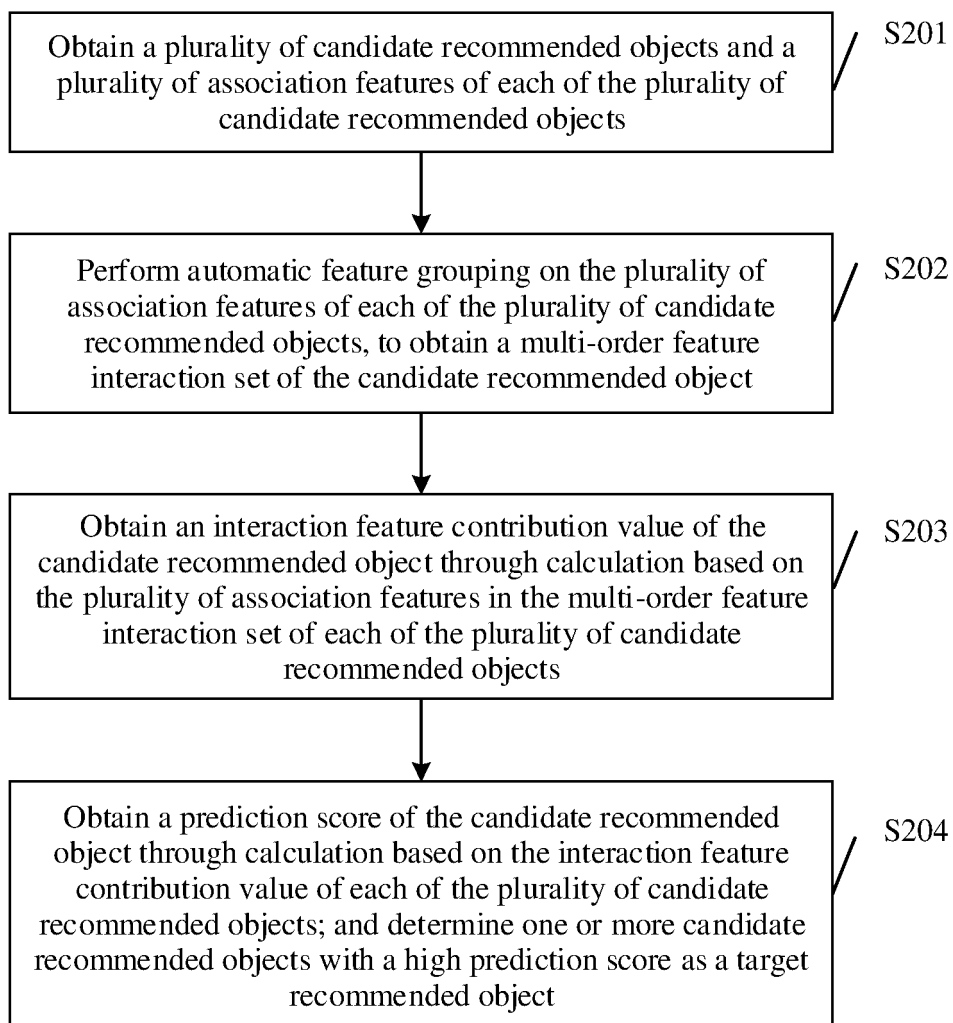 Obtain a plurality of candidate recommended objects and a
plurality of association features of each of the plurality of
candidate recommended objects
S201
Perform automatic feature grouping on the plurality of
association features of each of the plurality of candidate
recommended objects, to obtain a multi-order feature
interaction set of the candidate recommended object
S202
Obtain an interaction feature contribution value of the
candidate recommended object through calculation based on
the plurality of association features in the multi-order feature
interaction set of each of the plurality of candidate
recommended objects
S203
Obtain a prediction score of the candidate recommended
object through calculation based on the interaction feature
contribution value of each of the plurality of candidate
recommended objects; and determine one or more candidate
recommended objects with a high prediction score as a target
recommended object
S204